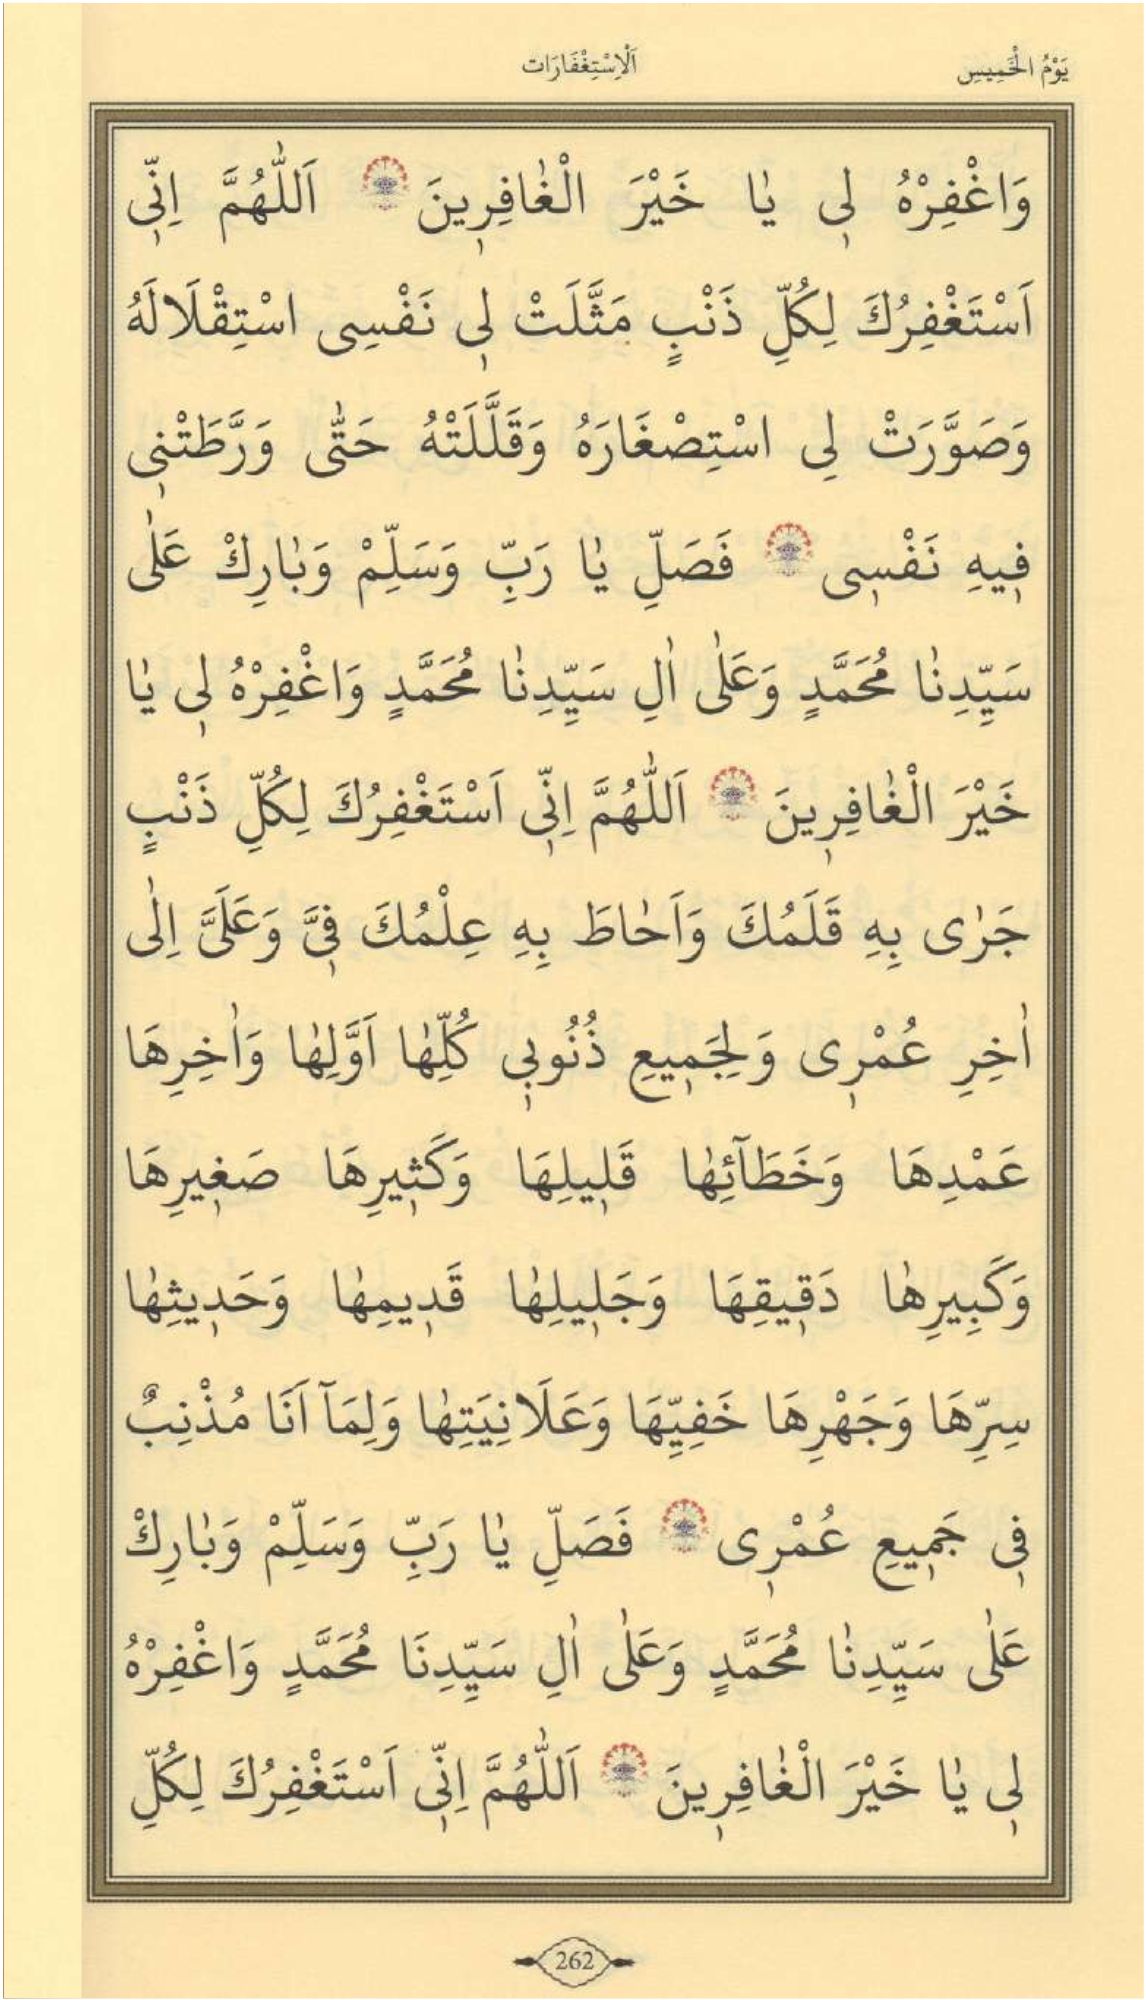 يَوْمُ الْخَمِيسِ
اَلْاِسْتِغْفَارَات
وَاغْفِرْهُ لٖى يٰا خَيْرَ الْغٰافِرٖينَ اَللّٰهُمَّ اِنّٖى
اَسْتَغْفِرُكَ لِكُلِّ ذَنْبٍ مَثَّلَتْ لٖى نَفْسِى اسْتِقْلَالَهُ
وَصَوَّرَتْ لِى اسْتِصْغَارَهُ وَقَلَّلَتْهُ حَتّٰى وَرَّطَتْنٖى
فٖيهِ نَفْسٖى فَصَلِّ يٰا رَبِّ وَسَلِّمْ وَبٰارِكْ عَلٰى
سَيِّدِنٰا مُحَمَّدٍ وَعَلٰى اٰلِ سَيِّدِنٰا مُحَمَّدٍ وَاغْفِرْهُ لٖى يٰا
خَيْرَ الْغٰافِرٖينَ اَللّٰهُمَّ اِنّٖى اَسْتَغْفِرُكَ لِكُلِّ ذَنْبٍ
جَرٰى بِهِ قَلَمُكَ وَاَحٰاطَ بِهِ عِلْمُكَ فٖىَّ وَعَلَىَّ اِلٰى
اٰخِرِ عُمْرٖى وَلِجَمٖيعِ ذُنُوبٖى كُلِّهٰا اَوَّلِهٰا وَاٰخِرِهَا
عَمْدِهَا وَخَطَآئِهٰا قَلٖيلِهَا وَكَثٖيرِهَا صَغٖيرِهَا
وَكَبِيرِهٰا دَقٖيقِهَا وَجَلٖيلِهٰا قَدٖيمِهٰا وَحَدٖيثِهٰا
سِرِّهَا وَجَهْرِهَا خَفِيِّهَا وَعَلَانِيَتِهٰا وَلِمَآ اَنَا مُذْنِبٌ
فٖى جَمٖيعِ عُمْرٖى فَصَلِّ يٰا رَبِّ وَسَلِّمْ وَبٰارِكْ
عَلٰى سَيِّدِنٰا مُحَمَّدٍ وَعَلٰى اٰلِ سَيِّدِنَا مُحَمَّدٍ وَاغْفِرْهُ
لٖى يٰا خَيْرَ الْغٰافِرٖينَ اَللّٰهُمَّ اِنّٖى اَسْتَغْفِرُكَ لِكُلِّ
262